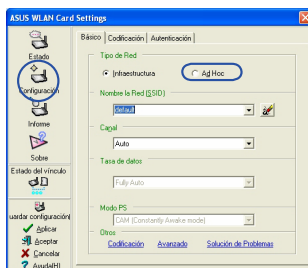 ASUS WLAN Card Settings
Básico
Codificación
Autenticación
Estado
Configuración
Informe
Sobre
Estado del vínculo
uardar configuración(
Aplicar
Aceptar
Cancelar
Ayuda(H)
Tipo de Red
Infraestructura
Ad Hoc
Nombre la Red (SSID)
default
Canal
Auto
Tasa de datos
Fully Auto
Modo PS
CAM (Constantly Awake mode)
Otros
Codificación
Avanzado
Solución de Problemas